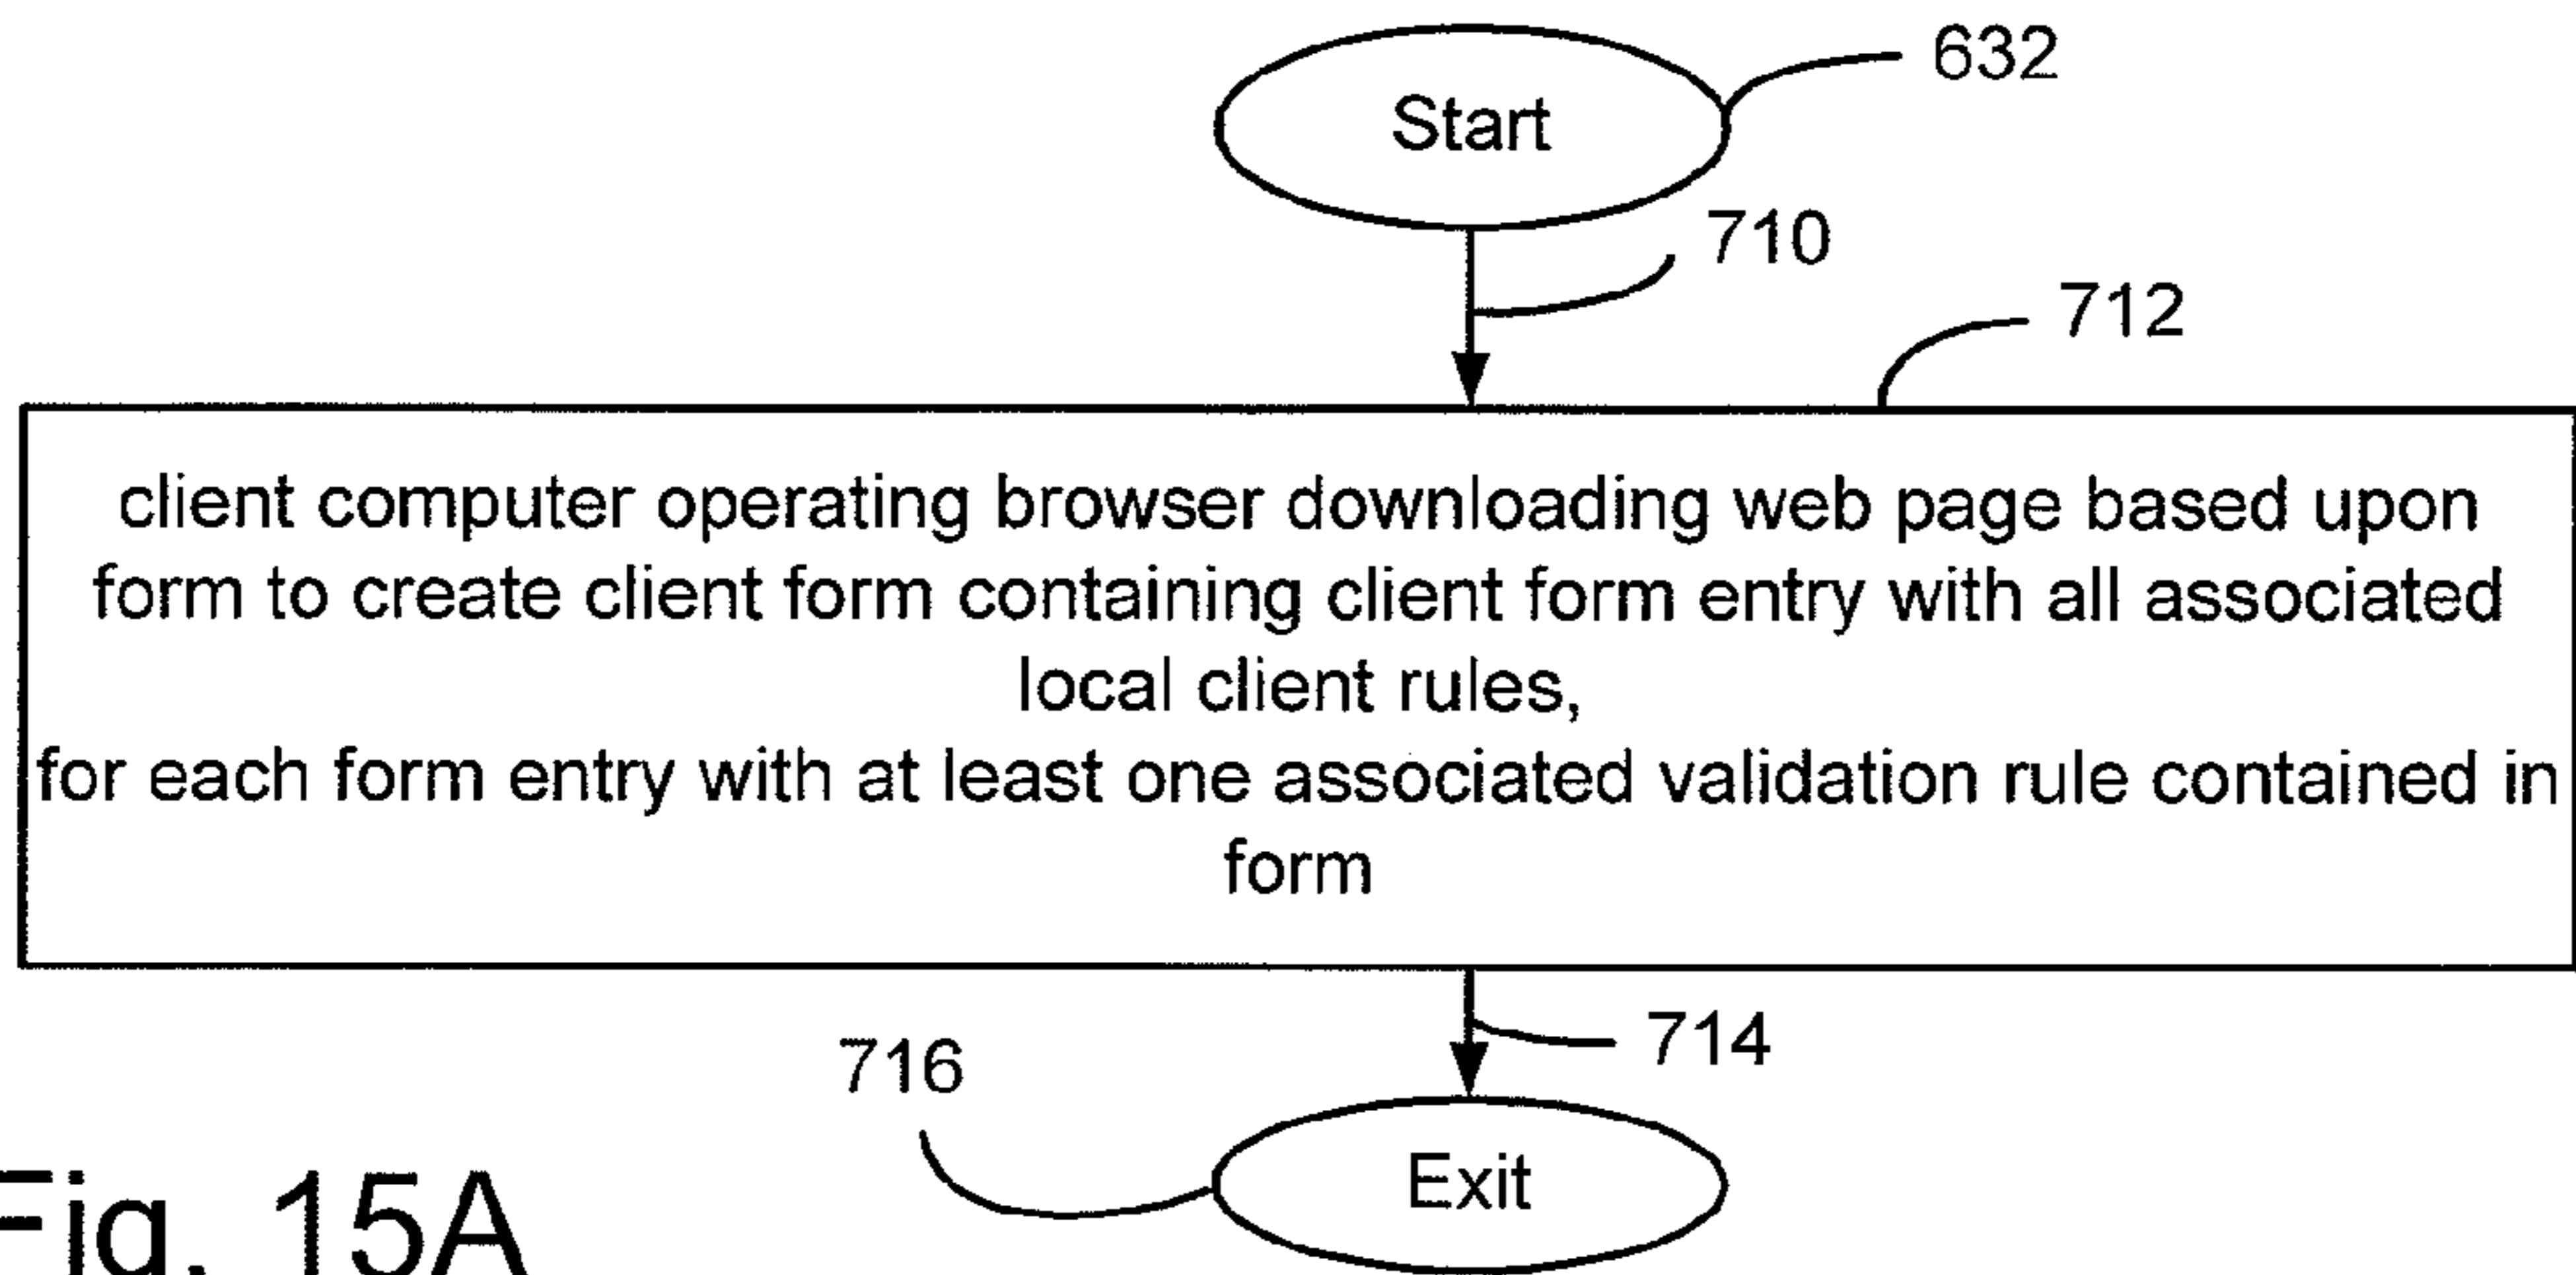 632
Start
710
712
client computer operating browser downloading web page based upon
form to create client form containing client form entry with all associated
local client rules,
for each form entry with at least one associated validation rule contained in
form
714
716
Exit
Fig. 15A